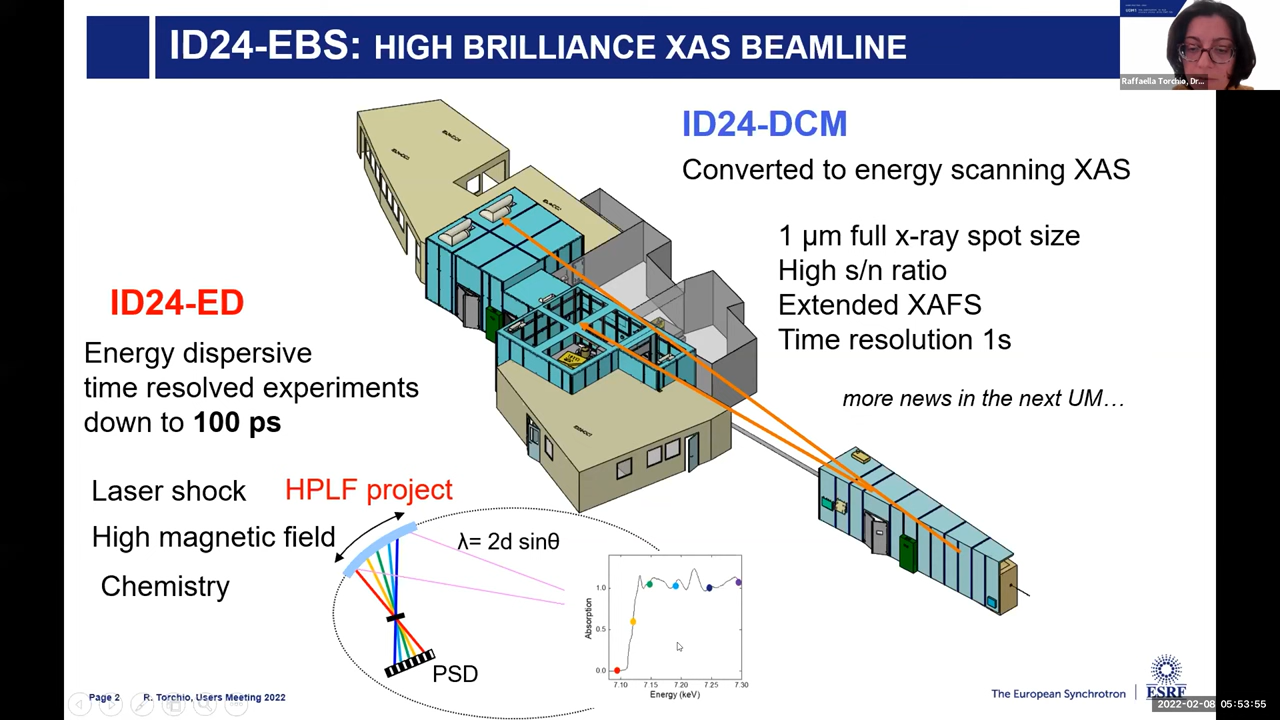 ID24-EBS: HIGH BRILLIANCE XAS BEAMLINE
Raffaella Torchio, Dr...
ID24-DCM
Converted to energy scanning XAS
1 µm full x-ray spot size
High s/n ratio
Extended XAFS
Time resolution 1s
more news in the next UM…
ID24-ED
Energy dispersive
time resolved experiments
down to 100 ps
Laser shock
HPLF project
High magnetic field
Chemistry
λ= 2d sinθ
PSD
Absorption
1.0
0.5
0.0
7.10 7.15 7.20 7.25 7.30
Energy (keV)
Page 2
R. Torchio, Users Meeting 2022
The European Synchrotron
ESRF
2022-02-08 05:53:55